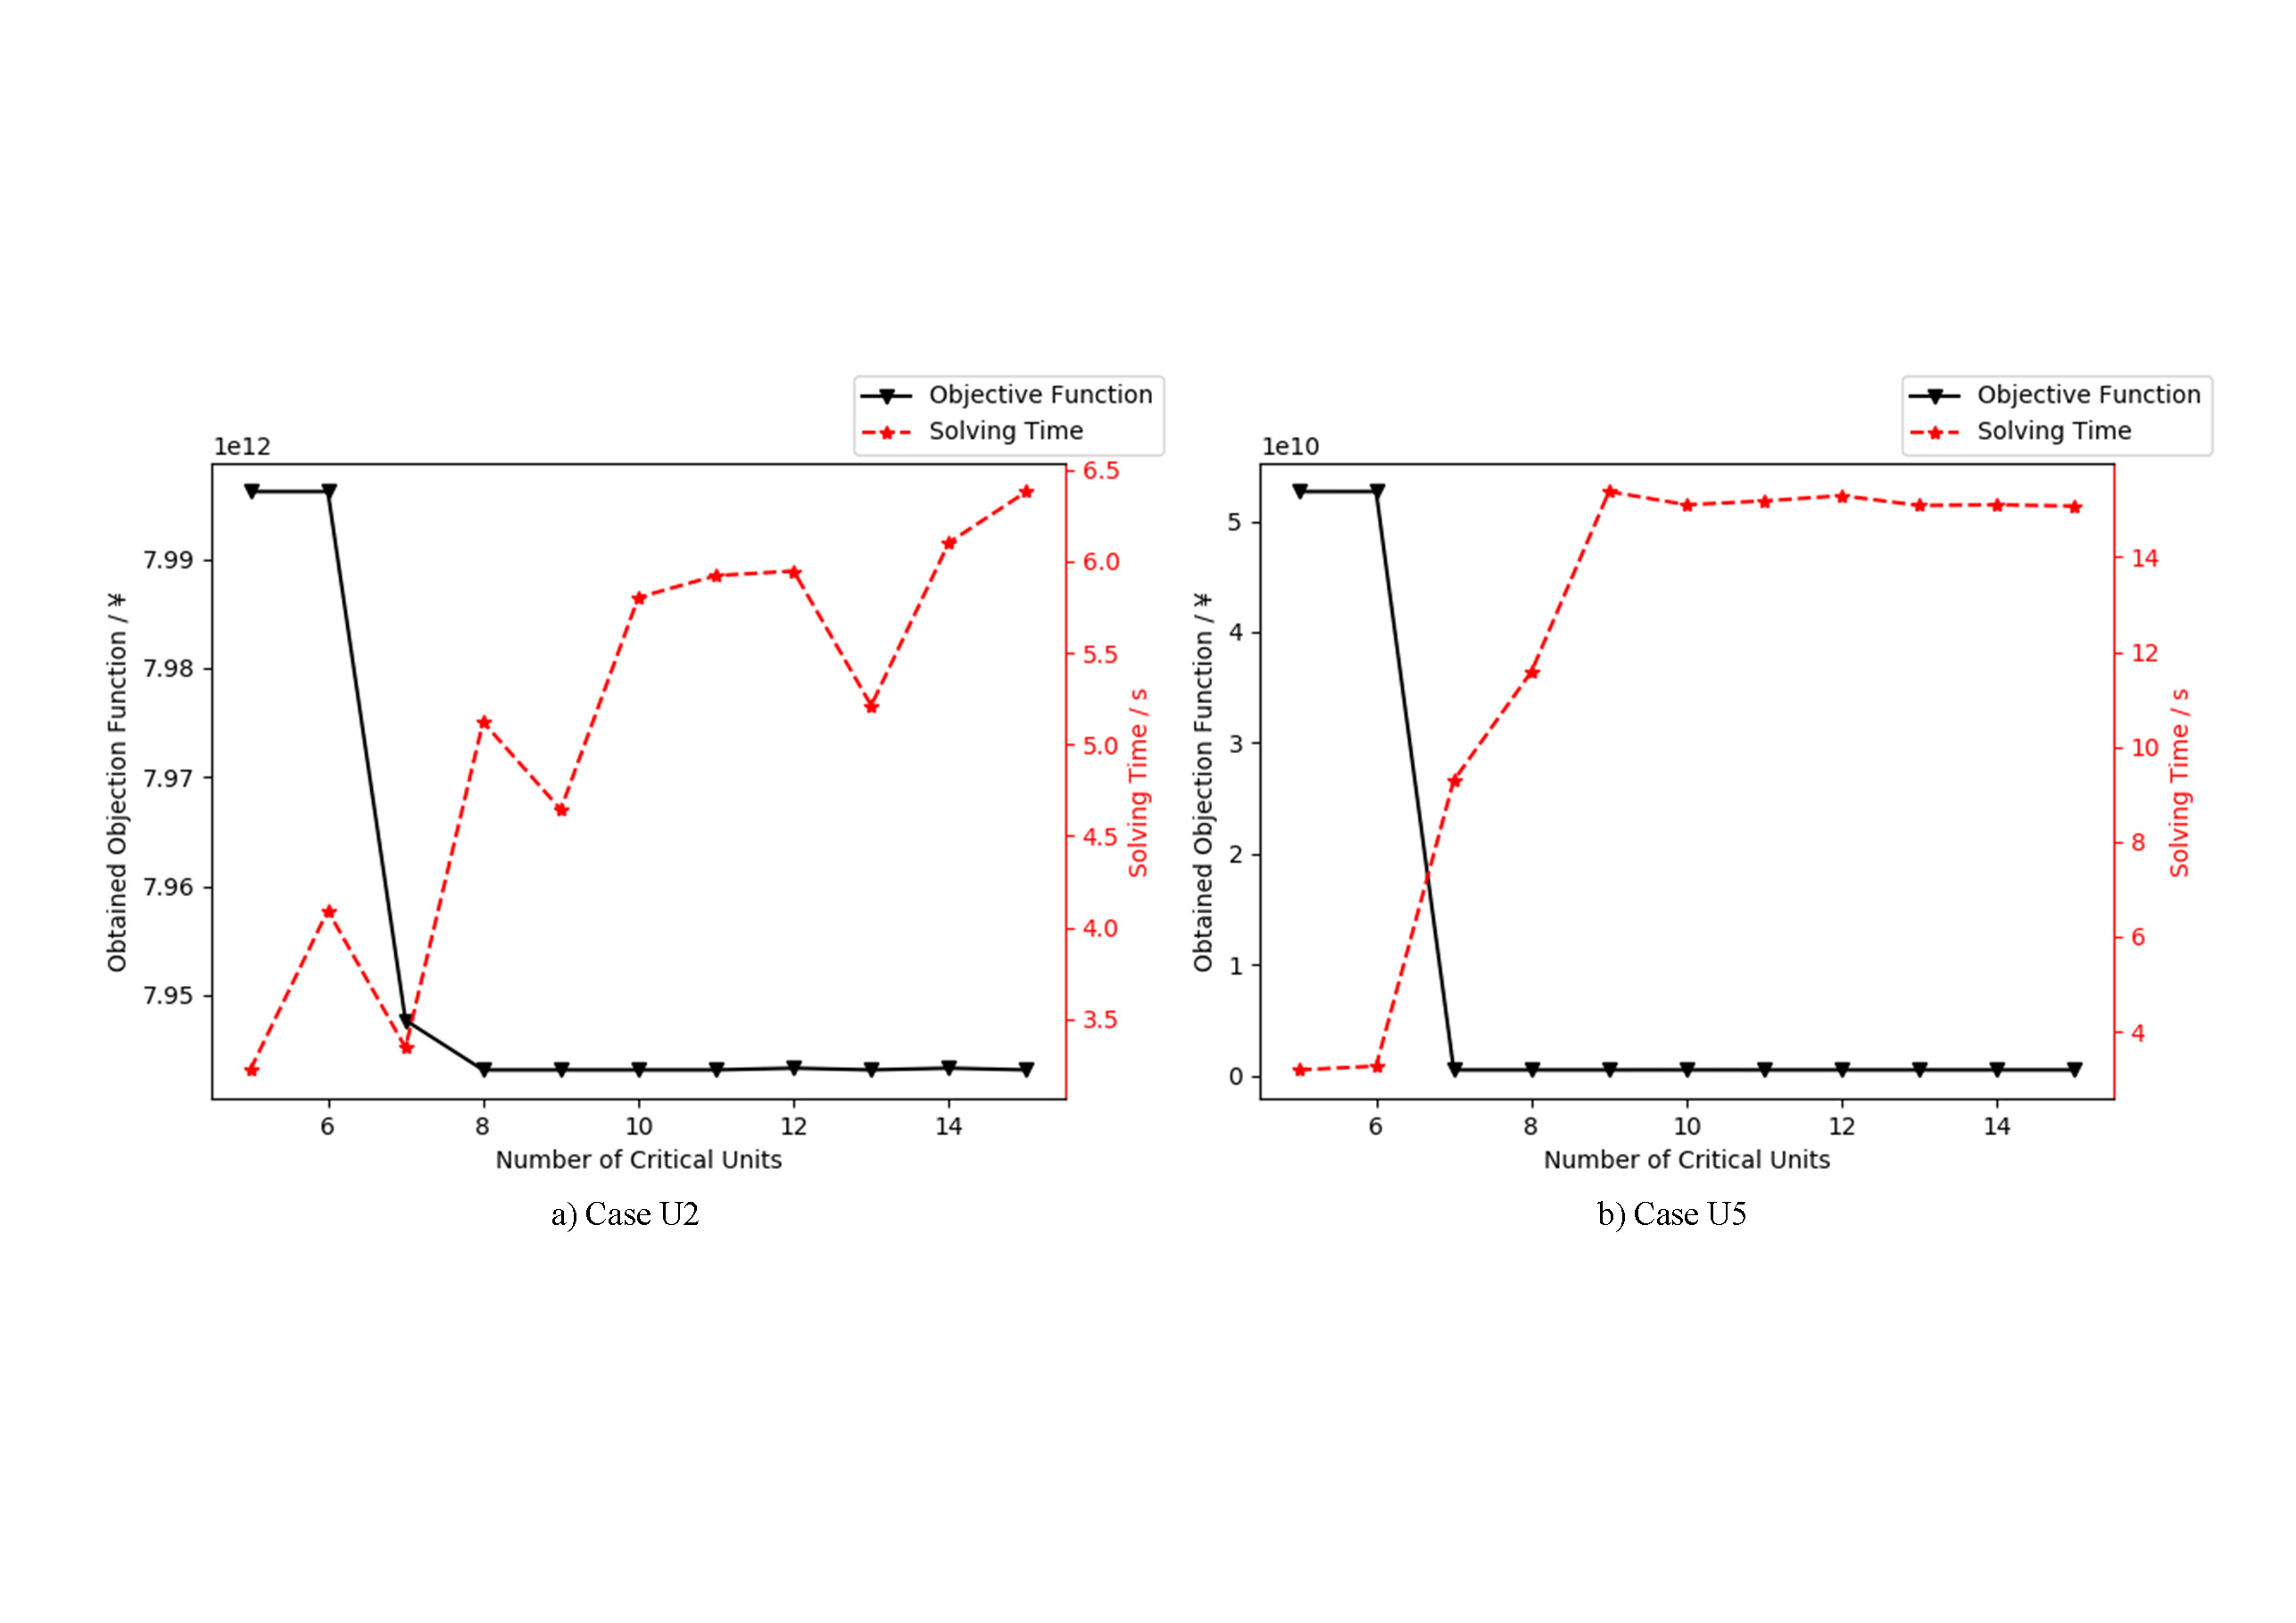 Objective Function
Solving Time
1e12
7.99
7.98
7.97
7.96
7.95
Obtained Objection Function / ¥
6.5
6.0
5.5
5.0
4.5
4.0
3.5
Solving Time / s
6 8 10 12 14
Number of Critical Units
a) Case U2
Objective Function
Solving Time
1e10
5
4
3
2
1
0
Obtained Objection Function / ¥
14
12
10
8
6
4
Solving Time / s
6 8 10 12 14
Number of Critical Units
b) Case U5